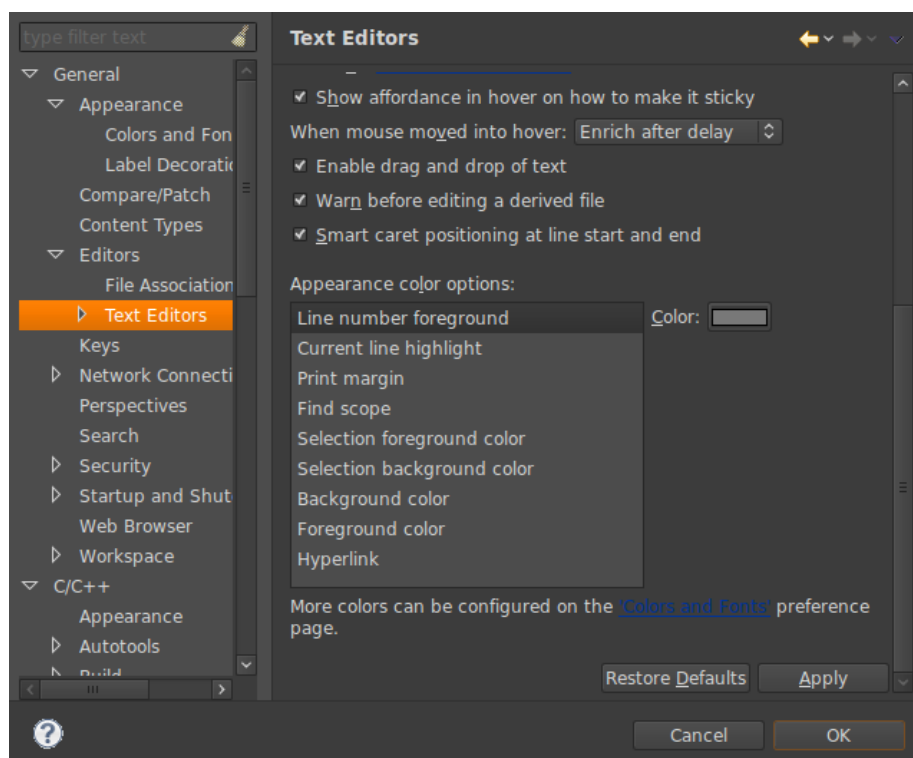 type filter text
General
Appearance
Colors and Fon
Label Decoratic
Compare/Patch
Content Types
Editors
File Association
Text Editors
Keys
Network Connecti
Perspectives
Search
Security
Startup and Shut
Web Browser
Workspace
C/C++
Appearance
Autotools
Build
Text Editors
Show affordance in hover on how to make it sticky
When mouse moved into hover: Enrich after delay
Enable drag and drop of text
Warn before editing a derived file
Smart caret positioning at line start and end
Appearance color options:
Line number foreground
Color:
Current line highlight
Print margin
Find scope
Selection foreground color
Selection background color
Background color
Foreground color
Hyperlink
More colors can be configured on the 'Colors and Fonts' preference
page.
Restore Defaults
Apply
Cancel
OK